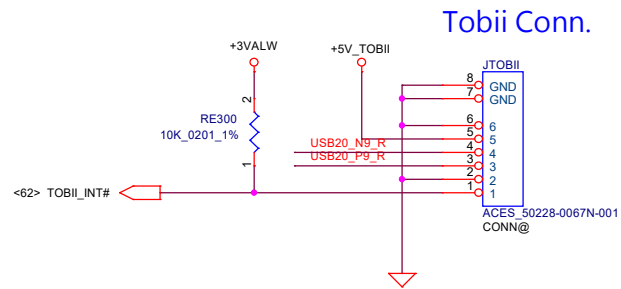 Tobii Conn.
+3VALW
+5V_TOBII
JTOBII
8 GND
7 GND
2
RE300
10K_0201_1%
1
6 6
5 5
USB20_N9_R 4 4
USB20_P9_R 3 3
2 2
<62> TOBII_INT# 1 1
ACES_50228-0067N-001
CONN@